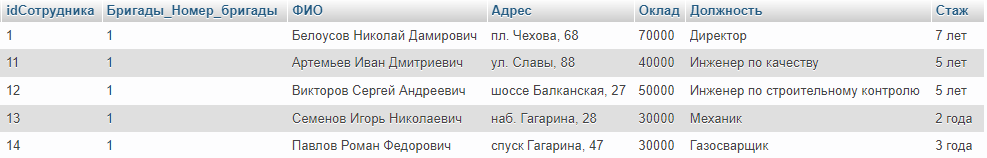 idСотрудника Бригады_Номер_бригады ФИО Адрес Оклад Должность Стаж
1 1 Белоусов Николай Дамирович пл. Чехова, 68 70000 Директор 7 лет
11 1 Артемьев Иван Дмитриевич ул. Славы, 88 40000 Инженер по качеству 5 лет
12 1 Викторов Сергей Андреевич шоссе Балканская, 27 50000 Инженер по строительному контролю 5 лет
13 1 Семенов Игорь Николаевич наб. Гагарина, 28 30000 Механик 2 года
14 1 Павлов Роман Федорович спуск Гагарина, 47 30000 Газосварщик 3 года